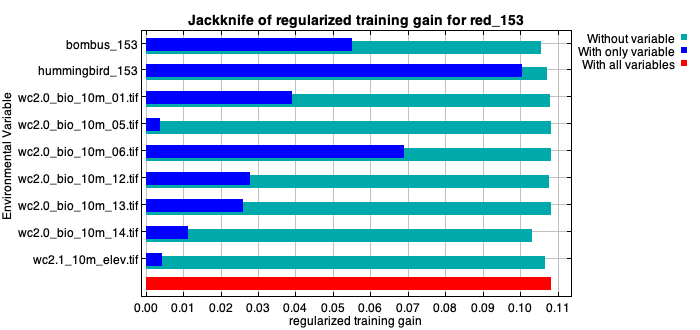 Jackknife of regularized training gain for red_153
Without variable
With only variable
With all variables
Environmental Variable
bombus_153
hummingbird_153
wc2.0_bio_10m_01.tif
wc2.0_bio_10m_05.tif
wc2.0_bio_10m_06.tif
wc2.0_bio_10m_12.tif
wc2.0_bio_10m_13.tif
wc2.0_bio_10m_14.tif
wc2.1_10m_elev.tif
0.00 0.01 0.02 0.03 0.04 0.05 0.06 0.07 0.08 0.09 0.10 0.11
regularized training gain